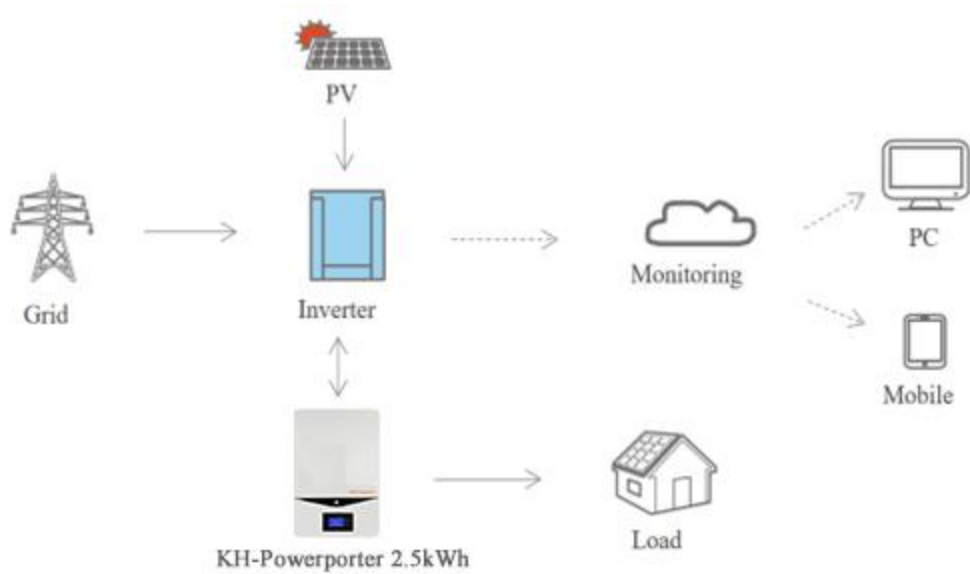 PV
Grid
Inverter
Monitoring
PC
Mobile
KH-Powerporter 2.5kWh
Load